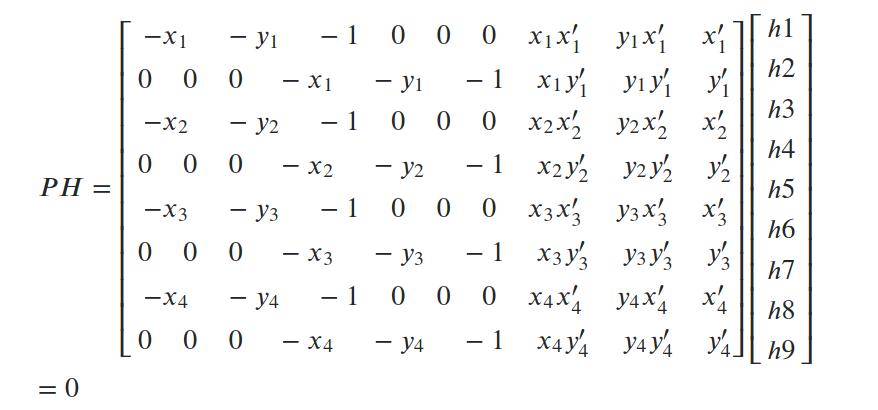 −x₁ − y₁ − 1 0 0 0 x₁x′₁ y₁x′₁ x′₁ h1
0 0 0 − x₁ − y₁ − 1 x₁y′₁ y₁y′₁ y′₁ h2
−x₂ − y₂ − 1 0 0 0 x₂x′₂ y₂x′₂ x′₂ h3
0 0 0 − x₂ − y₂ − 1 x₂y′₂ y₂y′₂ y′₂ h4
PH = h5
−x₃ − y₃ − 1 0 0 0 x₃x′₃ y₃x′₃ x′₃ h6
0 0 0 − x₃ − y₃ − 1 x₃y′₃ y₃y′₃ y′₃ h7
−x₄ − y₄ − 1 0 0 0 x₄x′₄ y₄x′₄ x′₄ h8
0 0 0 − x₄ − y₄ − 1 x₄y′₄ y₄y′₄ y′₄ h9
= 0